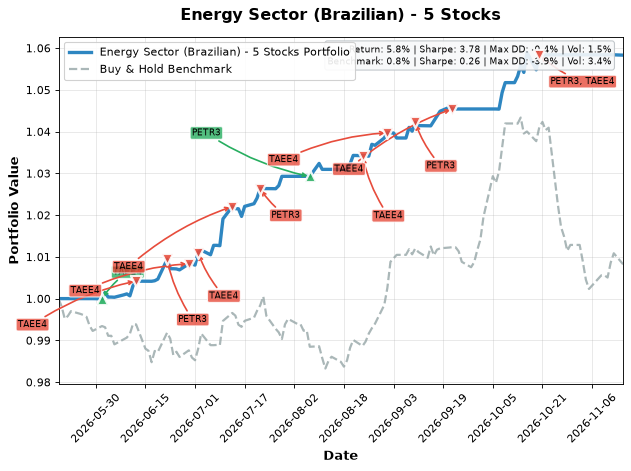 Energy Sector (Brazilian) - 5 Stocks
Energy Sector (Brazilian) - 5 Stocks Portfolio
Buy & Hold Benchmark
5.8% | Sharpe: 3.78 | Max DD: -0.4% | Vol: 1.5%
0.8% | Sharpe: 0.26 | Max DD: -3.9% | Vol: 3.4%
PETR3, TAEE4
PETR3
TAEE4
TAEE4
PETR3
TAEE4
PETR3
TAEE4
TAEE4
TAEE4
PETR3
TAEE4
1.06
1.05
1.04
1.03
1.02
1.01
1.00
0.99
0.98
Portfolio Value
2026-05-30
2026-06-15
2026-07-01
2026-07-17
2026-08-02
2026-08-18
2026-09-03
2026-09-19
2026-10-05
2026-10-21
2026-11-06
Date